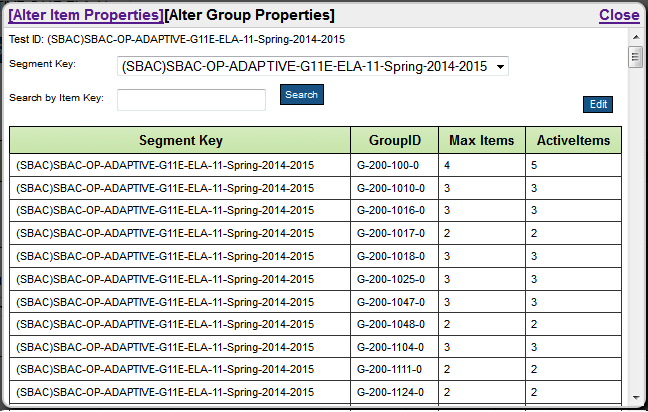 [Alter Item Properties][Alter Group Properties] Close
Test ID: (SBAC)SBAC-OP-ADAPTIVE-G11E-ELA-11-Spring-2014-2015
Segment Key: (SBAC)SBAC-OP-ADAPTIVE-G11E-ELA-11-Spring-2014-2015
Search by Item Key: Search
Edit
Segment Key GroupID Max Items ActiveItems
(SBAC)SBAC-OP-ADAPTIVE-G11E-ELA-11-Spring-2014-2015 G-200-100-0 4 5
(SBAC)SBAC-OP-ADAPTIVE-G11E-ELA-11-Spring-2014-2015 G-200-1010-0 3 3
(SBAC)SBAC-OP-ADAPTIVE-G11E-ELA-11-Spring-2014-2015 G-200-1016-0 3 3
(SBAC)SBAC-OP-ADAPTIVE-G11E-ELA-11-Spring-2014-2015 G-200-1017-0 2 2
(SBAC)SBAC-OP-ADAPTIVE-G11E-ELA-11-Spring-2014-2015 G-200-1018-0 3 3
(SBAC)SBAC-OP-ADAPTIVE-G11E-ELA-11-Spring-2014-2015 G-200-1025-0 3 3
(SBAC)SBAC-OP-ADAPTIVE-G11E-ELA-11-Spring-2014-2015 G-200-1047-0 3 3
(SBAC)SBAC-OP-ADAPTIVE-G11E-ELA-11-Spring-2014-2015 G-200-1048-0 2 2
(SBAC)SBAC-OP-ADAPTIVE-G11E-ELA-11-Spring-2014-2015 G-200-1104-0 3 3
(SBAC)SBAC-OP-ADAPTIVE-G11E-ELA-11-Spring-2014-2015 G-200-1111-0 2 2
(SBAC)SBAC-OP-ADAPTIVE-G11E-ELA-11-Spring-2014-2015 G-200-1124-0 2 2